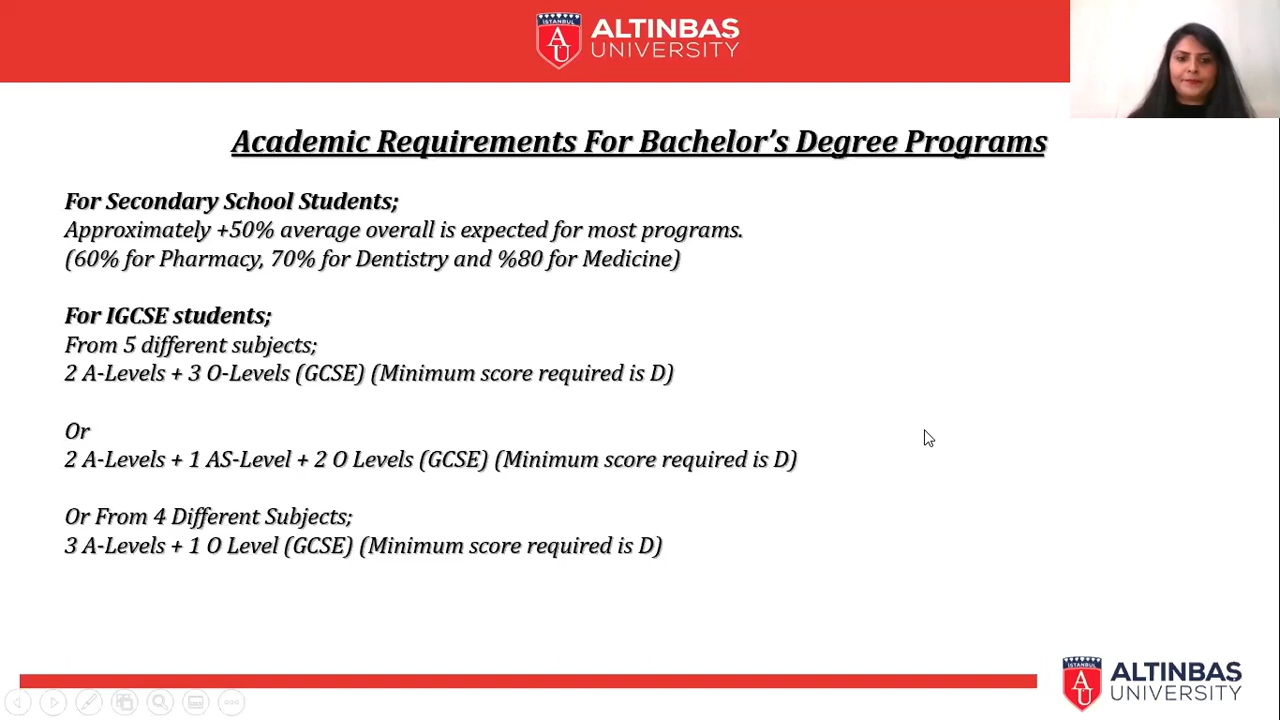 ISTANBUL
AU
ALTINBAS
UNIVERSITY
Academic Requirements For Bachelor's Degree Programs
For Secondary School Students;
Approximately +50% average overall is expected for most programs.
(60% for Pharmacy, 70% for Dentistry and %80 for Medicine)
For IGCSE students;
From 5 different subjects;
2 A-Levels + 3 O-Levels (GCSE) (Minimum score required is D)
Or
2 A-Levels + 1 AS-Level + 2 O Levels (GCSE) (Minimum score required is D)
Or From 4 Different Subjects;
3 A-Levels + 1 O Level (GCSE) (Minimum score required is D)
ISTANBUL
AU
ALTINBAS
UNIVERSITY